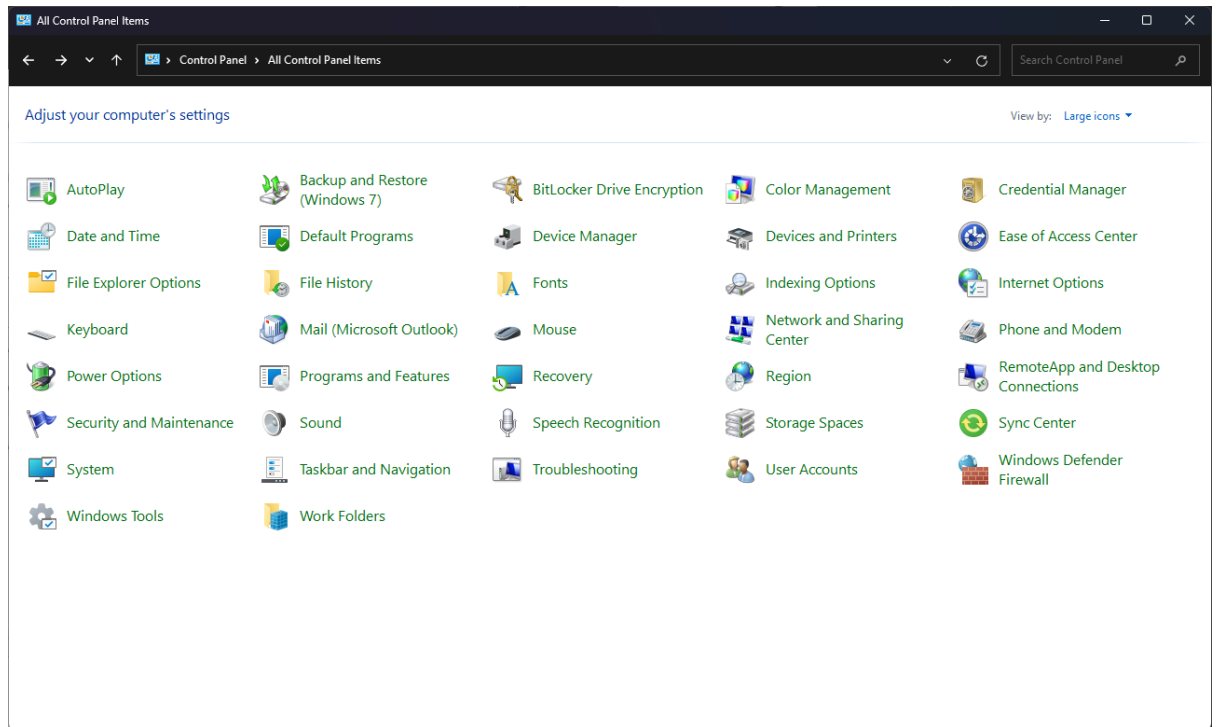 All Control Panel Items
Control Panel > All Control Panel Items
Search Control Panel
Adjust your computer's settings
View by: Large icons
AutoPlay
Backup and Restore
(Windows 7)
BitLocker Drive Encryption
Color Management
Credential Manager
Date and Time
Default Programs
Device Manager
Devices and Printers
Ease of Access Center
File Explorer Options
File History
Fonts
Indexing Options
Internet Options
Keyboard
Mail (Microsoft Outlook)
Mouse
Network and Sharing
Center
Phone and Modem
Power Options
Programs and Features
Recovery
Region
RemoteApp and Desktop
Connections
Security and Maintenance
Sound
Speech Recognition
Storage Spaces
Sync Center
System
Taskbar and Navigation
Troubleshooting
User Accounts
Windows Defender
Firewall
Windows Tools
Work Folders